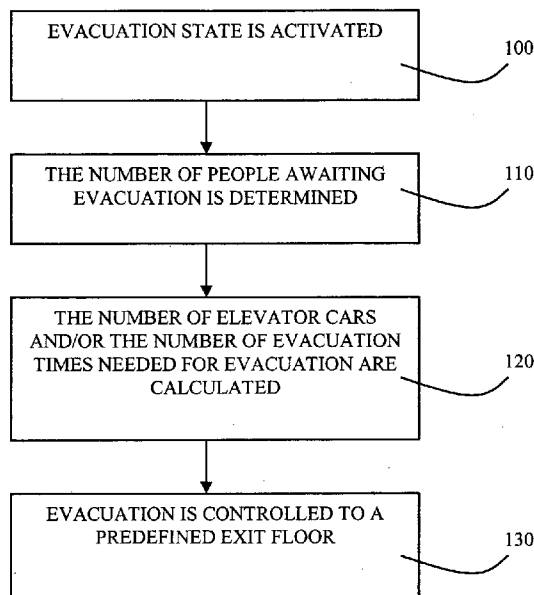 EVACUATION STATE IS ACTIVATED
100
THE NUMBER OF PEOPLE AWAITING
EVACUATION IS DETERMINED
110
THE NUMBER OF ELEVATOR CARS
AND/OR THE NUMBER OF EVACUATION
TIMES NEEDED FOR EVACUATION ARE
CALCULATED
120
EVACUATION IS CONTROLLED TO A
PREDEFINED EXIT FLOOR
130